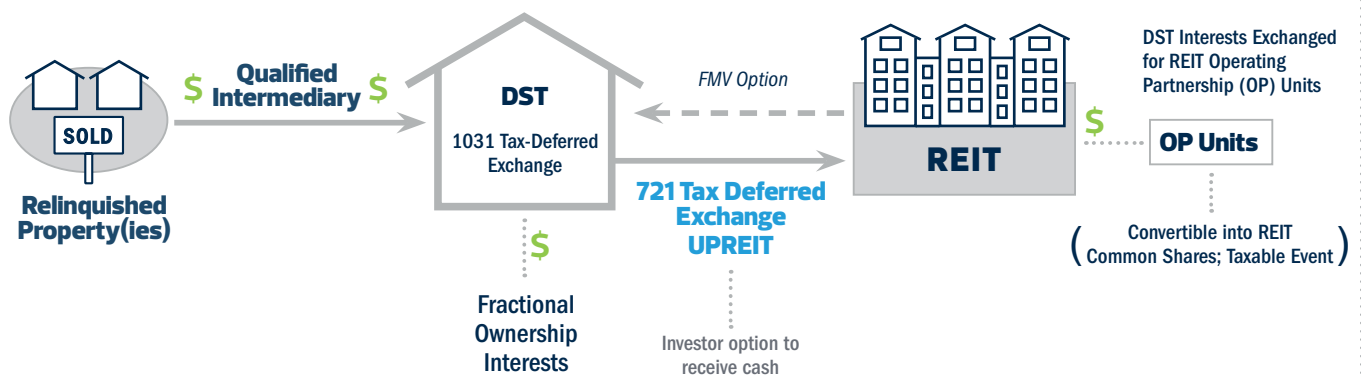 SOLD
Relinquished
Property(ies)
$ Qualified $
Intermediary
DST
1031 Tax-Deferred
Exchange
$
Fractional
Ownership
Interests
FMV Option
721 Tax Deferred
Exchange
UPREIT
Investor option to
receive cash
REIT
$
DST Interests Exchanged
for REIT Operating
Partnership (OP) Units
OP Units
(Convertible into REIT
Common Shares; Taxable Event)